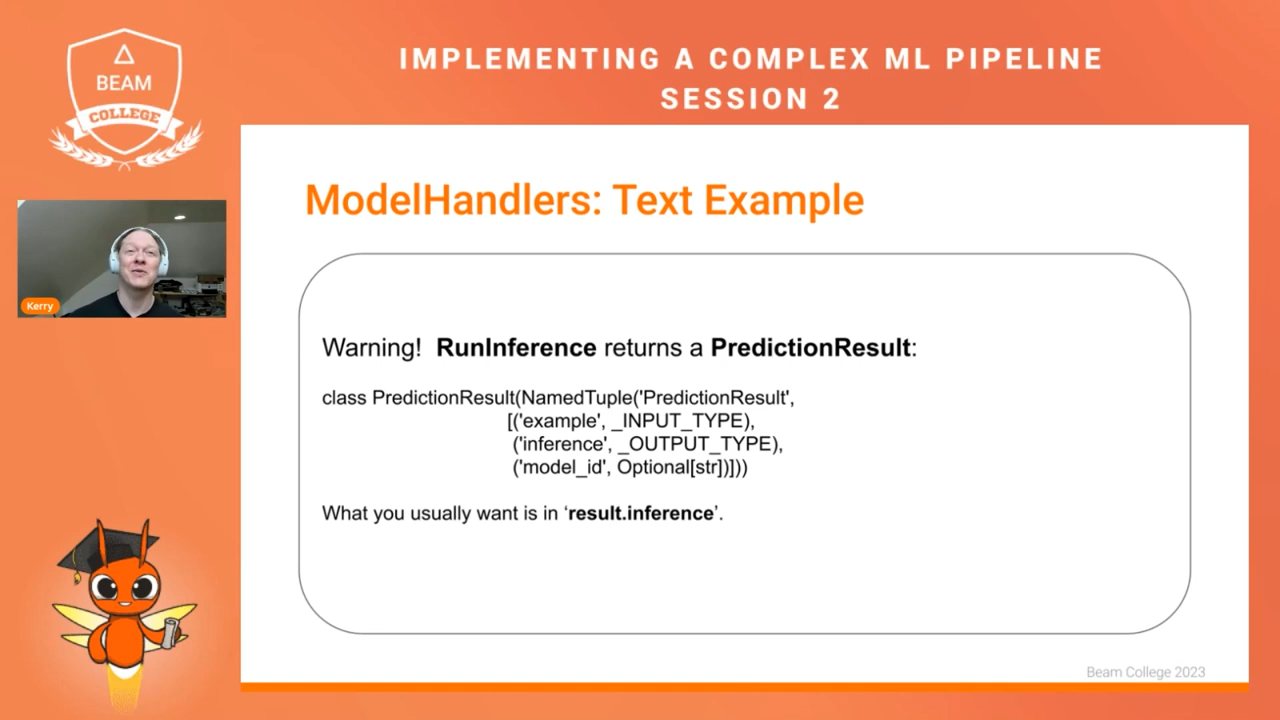 IMPLEMENTING A COMPLEX ML PIPELINE
SESSION 2
BEAM
COLLEGE
Kerry
ModelHandlers: Text Example
Warning!  RunInference returns a PredictionResult:
class PredictionResult(NamedTuple('PredictionResult',
[('example', _INPUT_TYPE),
('inference', _OUTPUT_TYPE),
('model_id', Optional[str])]))
What you usually want is in ‘result.inference’.
Beam College 2023